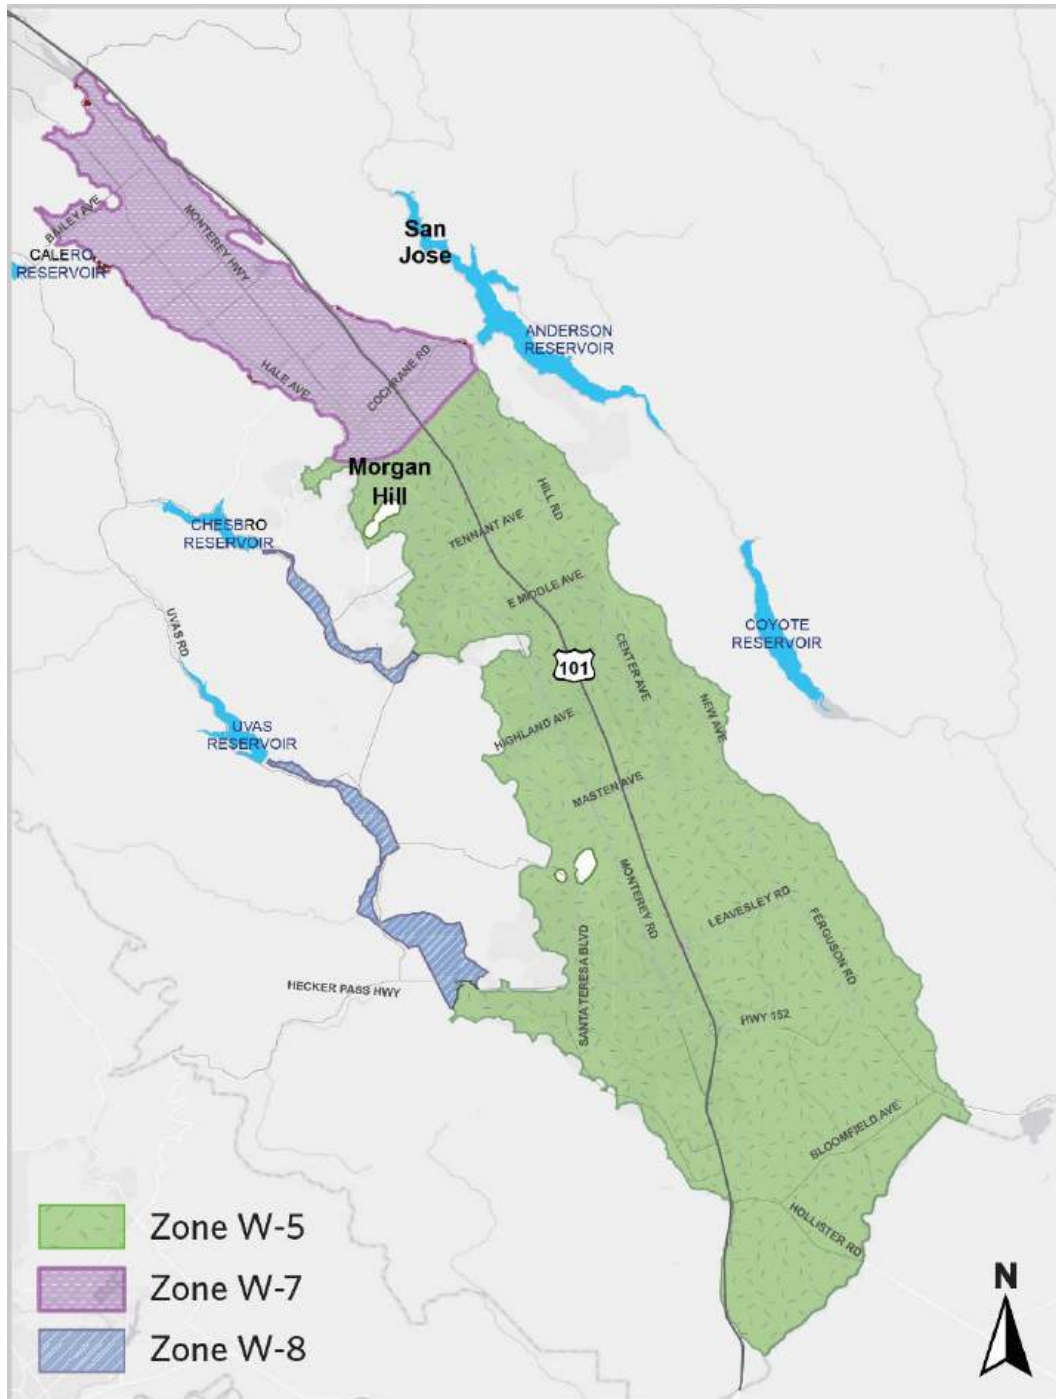 San
Jose
BAILEY AVE
MONTEREY HWY
CALERO
RESERVOIR
ANDERSON
RESERVOIR
COCHRANE RD
HALE AVE
Morgan
Hill
HILL RD
CHESBRO
RESERVOIR
TENNANT AVE
E MIDDLE AVE
UVAS RD
COYOTE
RESERVOIR
CENTER AVE
101
NEW AVE
HIGHLAND AVE
UVAS
RESERVOIR
MASTEN AVE
MONTEREY RD
LEAVESLEY RD
FERGUSON RD
SANTA TERESA BLVD
HECKER PASS HWY
HWY 152
BLOOMFIELD AVE
HOLLISTER RD
Zone W-5
Zone W-7
Zone W-8
N